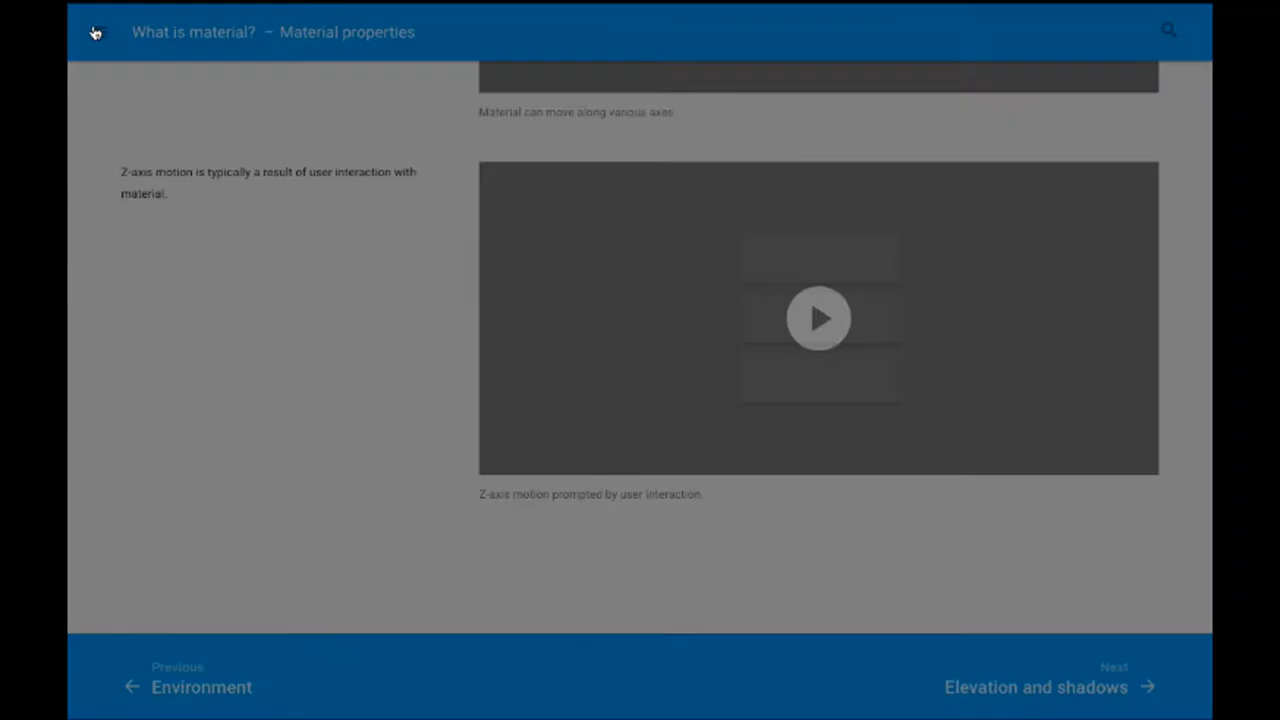 What is material? – Material properties
Material can move along various axes
Z-axis motion is typically a result of user interaction with
material.
Z-axis motion prompted by user interaction.
Previous
Environment
Next
Elevation and shadows